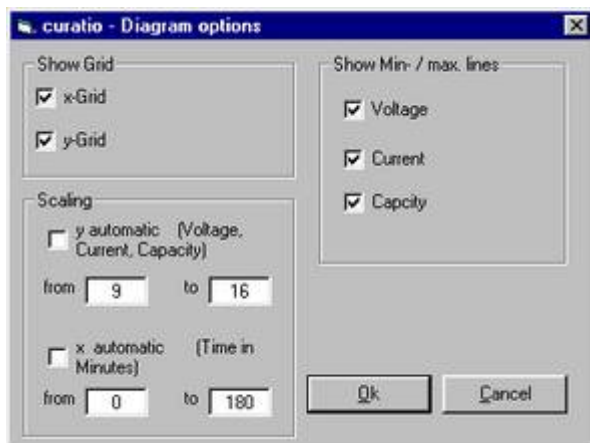 curatio - Diagram options
Show Grid
x-Grid
y-Grid
Scaling
y automatic (Voltage,
Current, Capacity)
from 9 to 16
x automatic (Time in
Minutes)
from 0 to 180
Show Min- / max. lines
Voltage
Current
Capcity
Ok Cancel